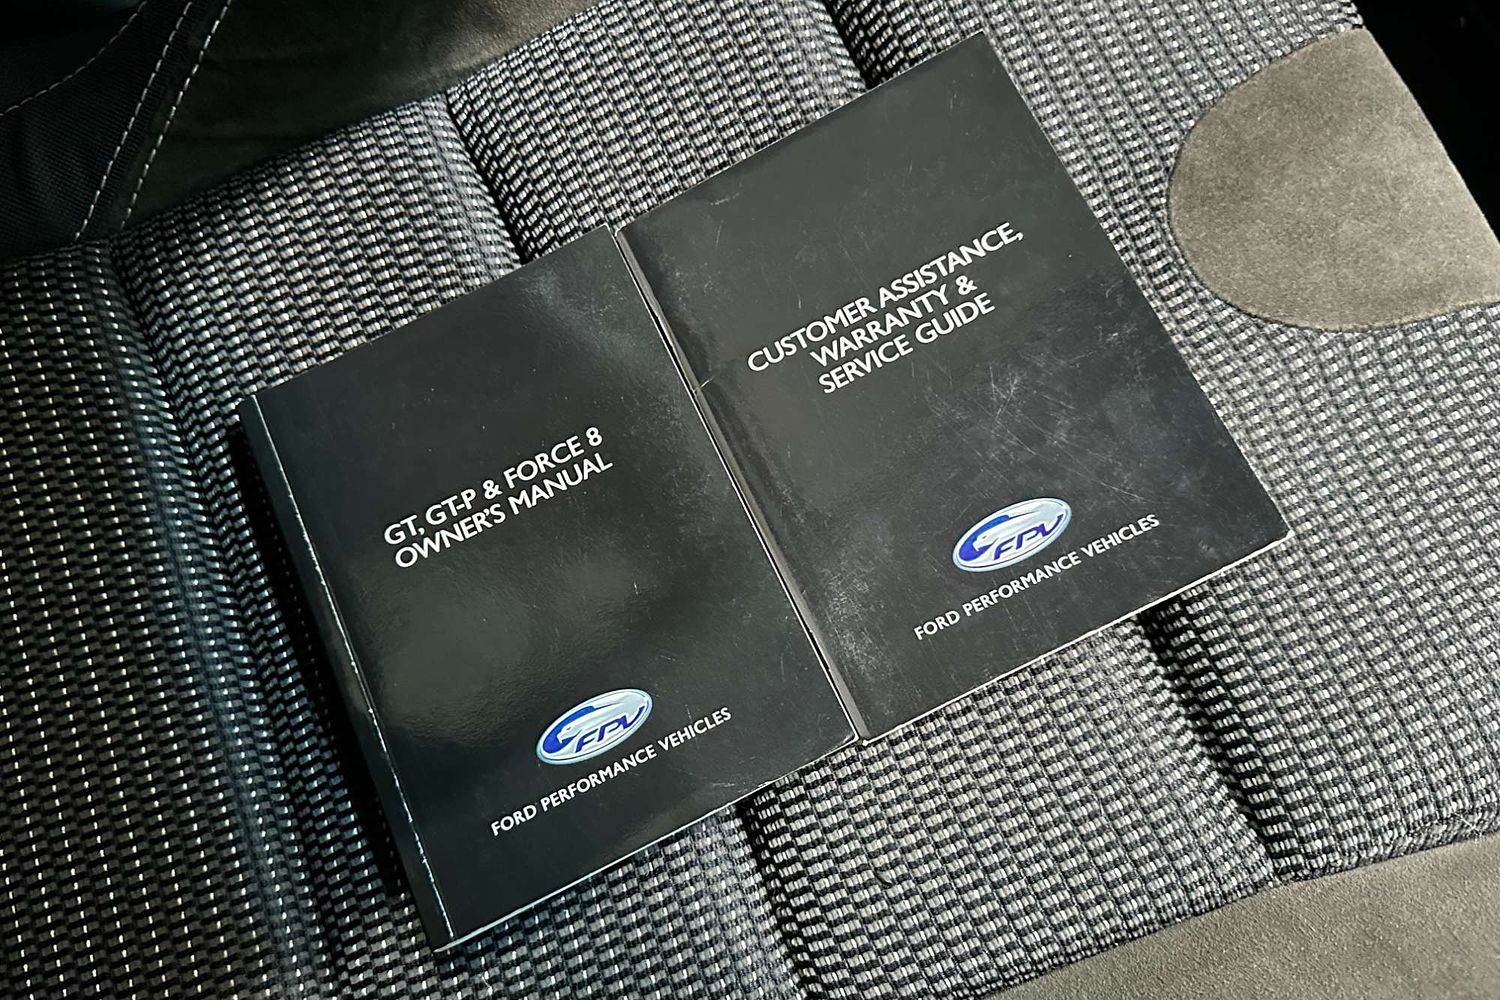 GT, GT-P & FORCE 8
OWNER'S MANUAL
FPV
FORD PERFORMANCE VEHICLES
CUSTOMER ASSISTANCE,
WARRANTY &
SERVICE GUIDE
FPV
FORD PERFORMANCE VEHICLES